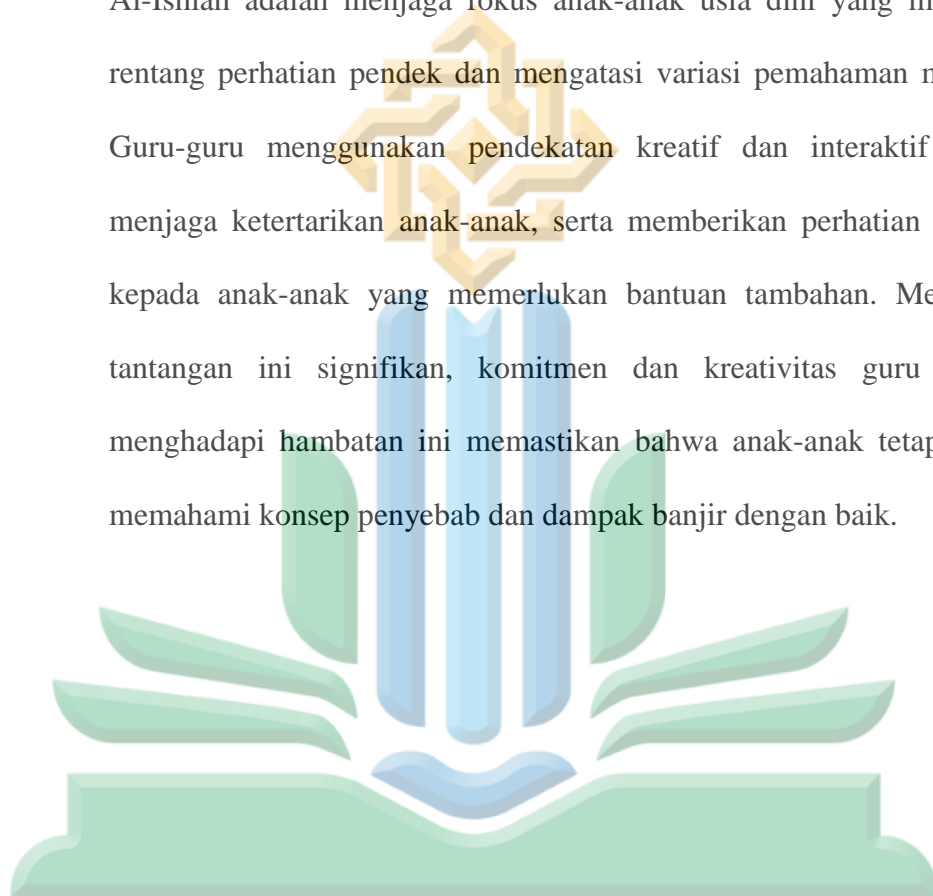 adalah menjaga fokus anak-anak usia dini yang
rentang perhatian pendek dan mengatasi variasi pemahaman
Guru-guru menggunakan pendekatan kreatif dan interaktif
menjaga ketertarikan anak-anak, serta memberikan perhatian
kepada anak-anak yang memerlukan bantuan tambahan.
tantangan ini signifikan, komitmen dan kreativitas guru
menghadapi hambatan ini memastikan bahwa anak-anak tetap
memahami konsep penyebab dan dampak banjir dengan baik.